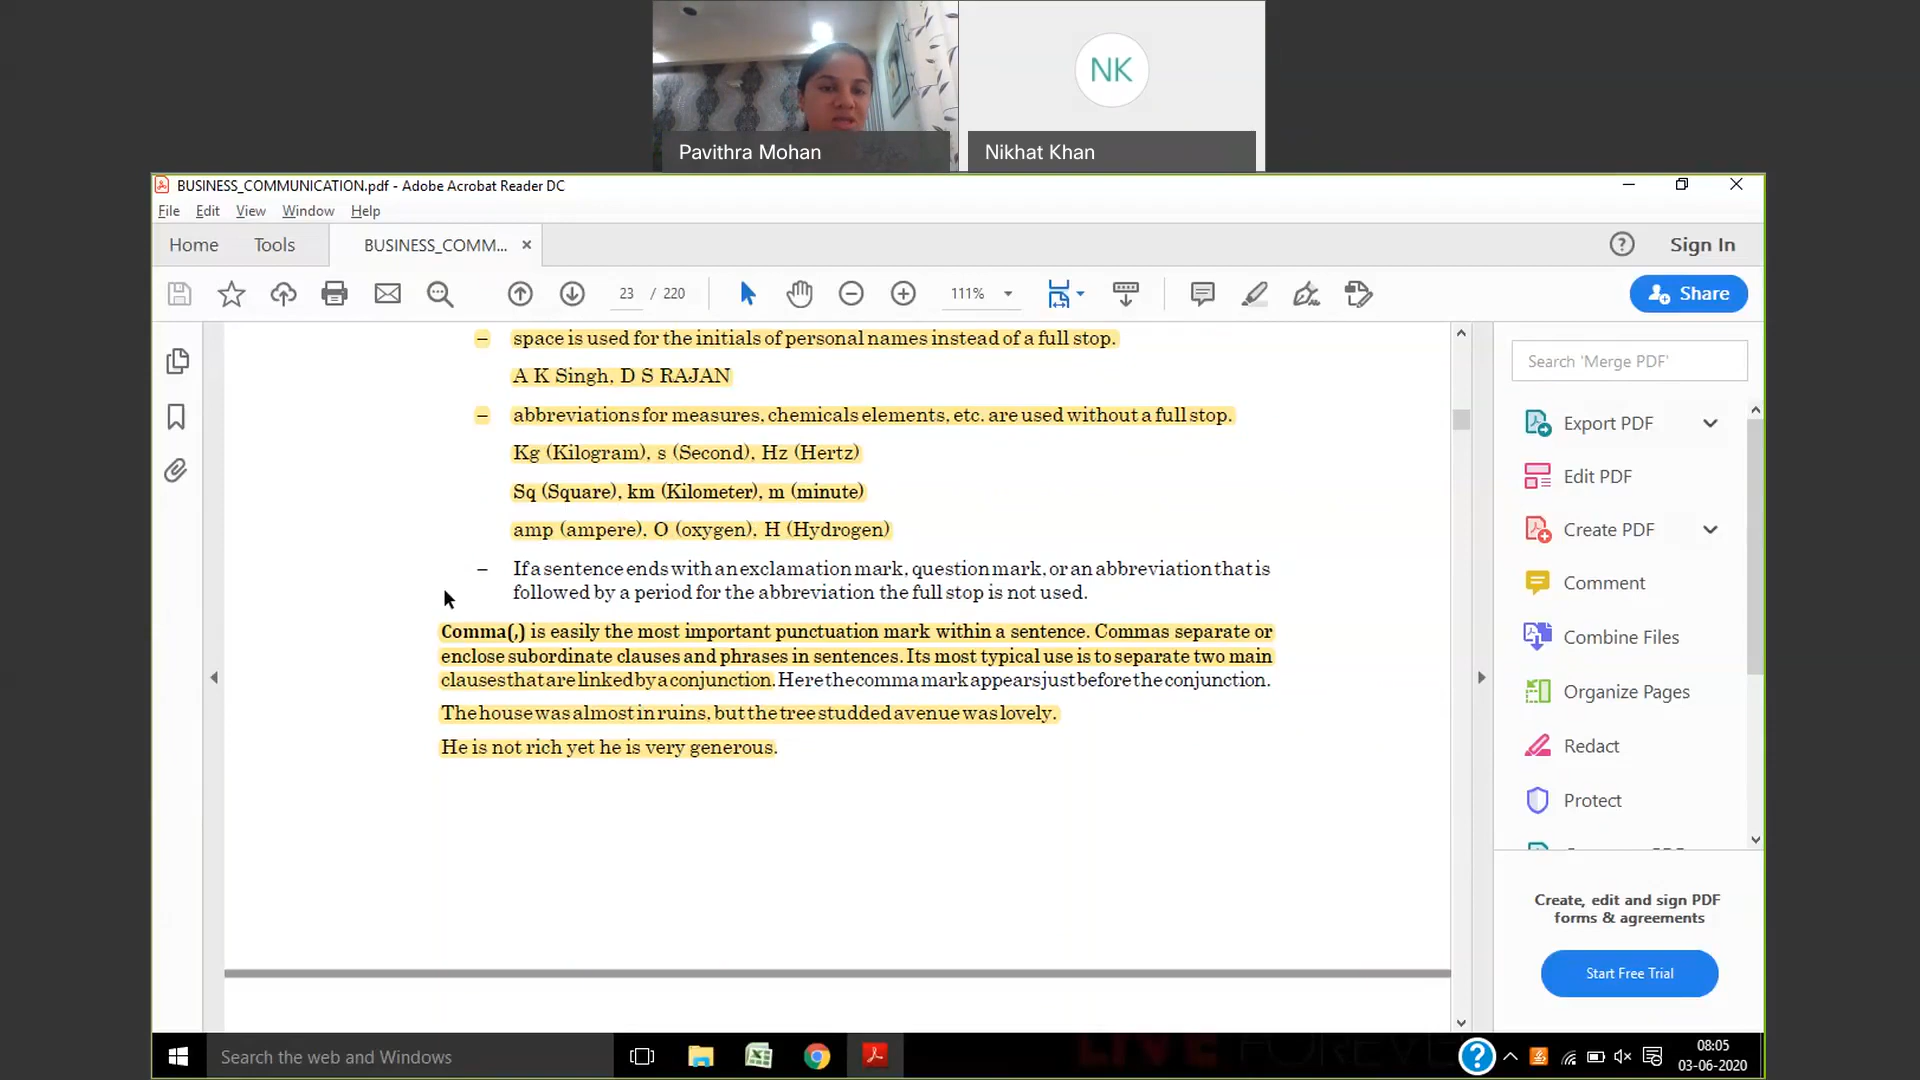 NK
Pavithra Mohan
Nikhat Khan
BUSINESS_COMMUNICATION.pdf - Adobe Acrobat Reader DC
File Edit View Window Help
Home Tools BUSINESS_COMM... × ? Sign In
23 / 220 111% Share
– space is used for the initials of personal names instead of a full stop.
A K Singh, D S RAJAN
– abbreviations for measures, chemicals elements, etc. are used without a full stop.
Kg (Kilogram), s (Second), Hz (Hertz)
Sq (Square), km (Kilometer), m (minute)
amp (ampere), O (oxygen), H (Hydrogen)
– If a sentence ends with an exclamation mark, question mark, or an abbreviation that is
followed by a period for the abbreviation the full stop is not used.
Comma(,) is easily the most important punctuation mark within a sentence. Commas separate or
enclose subordinate clauses and phrases in sentences. Its most typical use is to separate two main
clauses that are linked by a conjunction. Here the comma mark appears just before the conjunction.
The house was almost in ruins, but the tree studded avenue was lovely.
He is not rich yet he is very generous.
Search 'Merge PDF'
Export PDF
Edit PDF
Create PDF
Comment
Combine Files
Organize Pages
Redact
Protect
Create, edit and sign PDF
forms & agreements
Start Free Trial
Search the web and Windows
LIVE FOREVE
08:05
03-06-2020